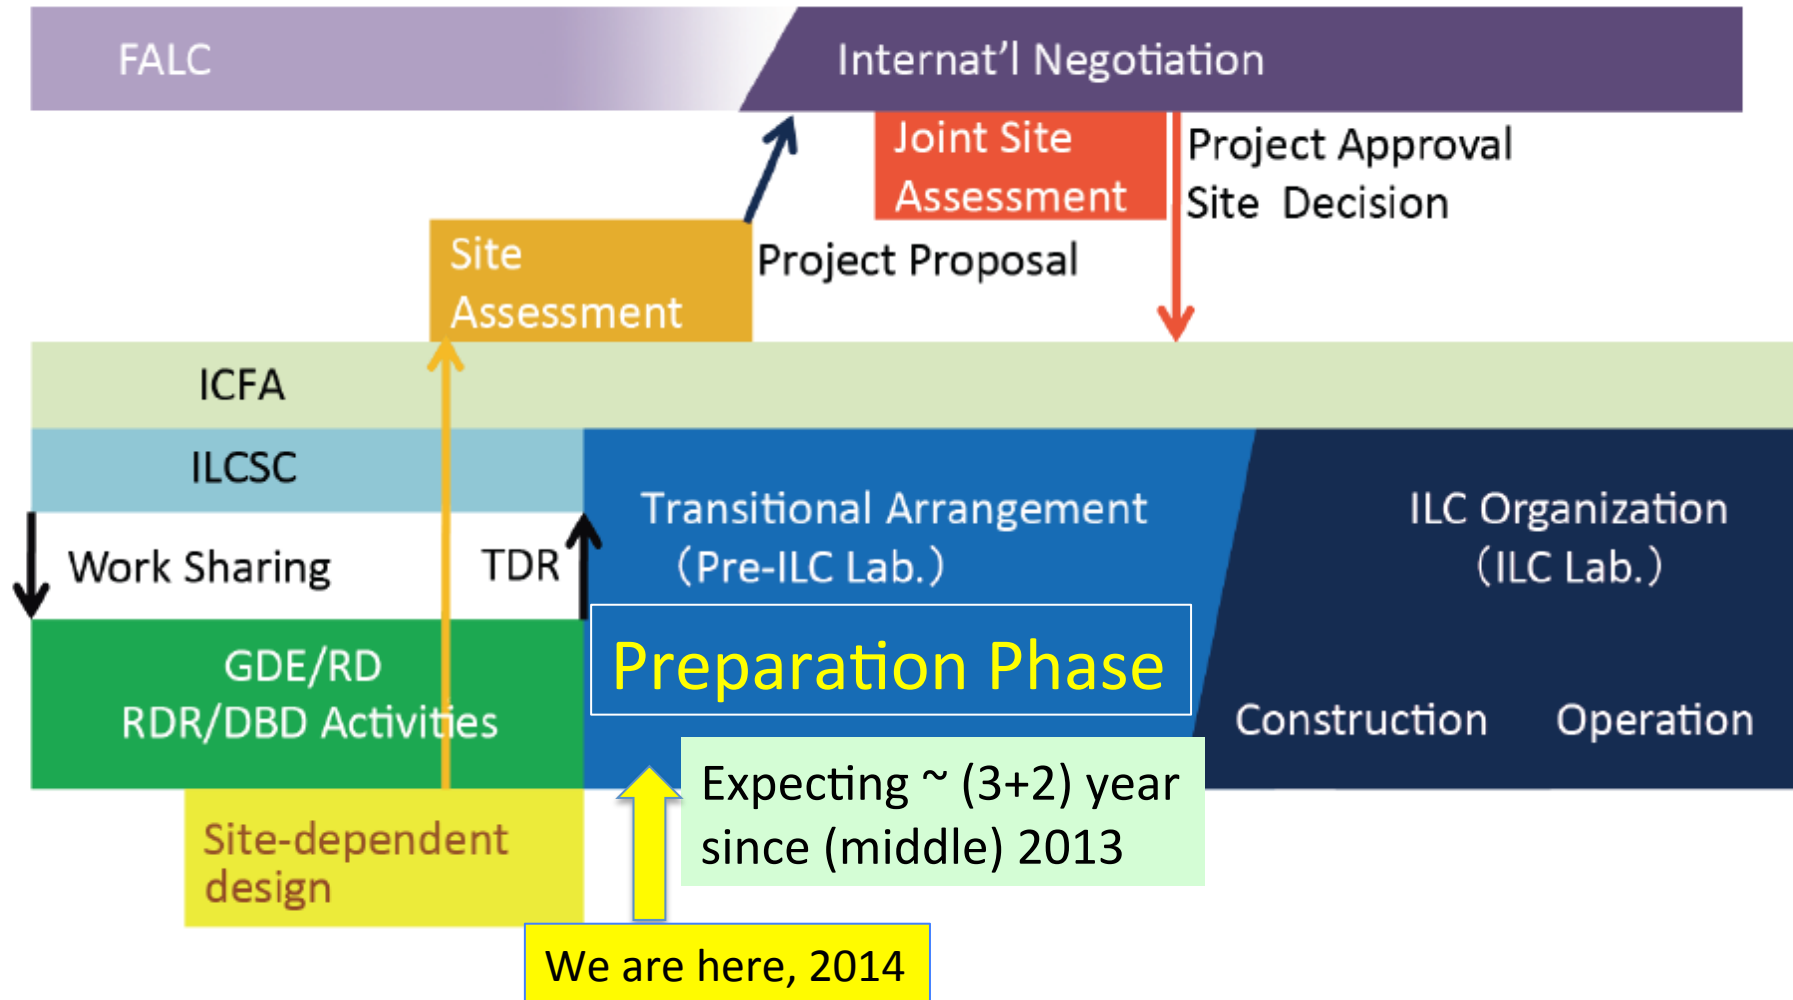 FALC
Internat'l Negotiation
Joint Site
Assessment
Project Approval
Site Decision
Site
Assessment
Project Proposal
ICFA
ILCSC
Work Sharing
TDR
Transitional Arrangement
（Pre-ILC Lab.）
ILC Organization
（ILC Lab.）
GDE/RD
RDR/DBD Activities
Preparation Phase
Construction
Operation
Expecting ~ (3+2) year
since (middle) 2013
Site-dependent
design
We are here, 2014